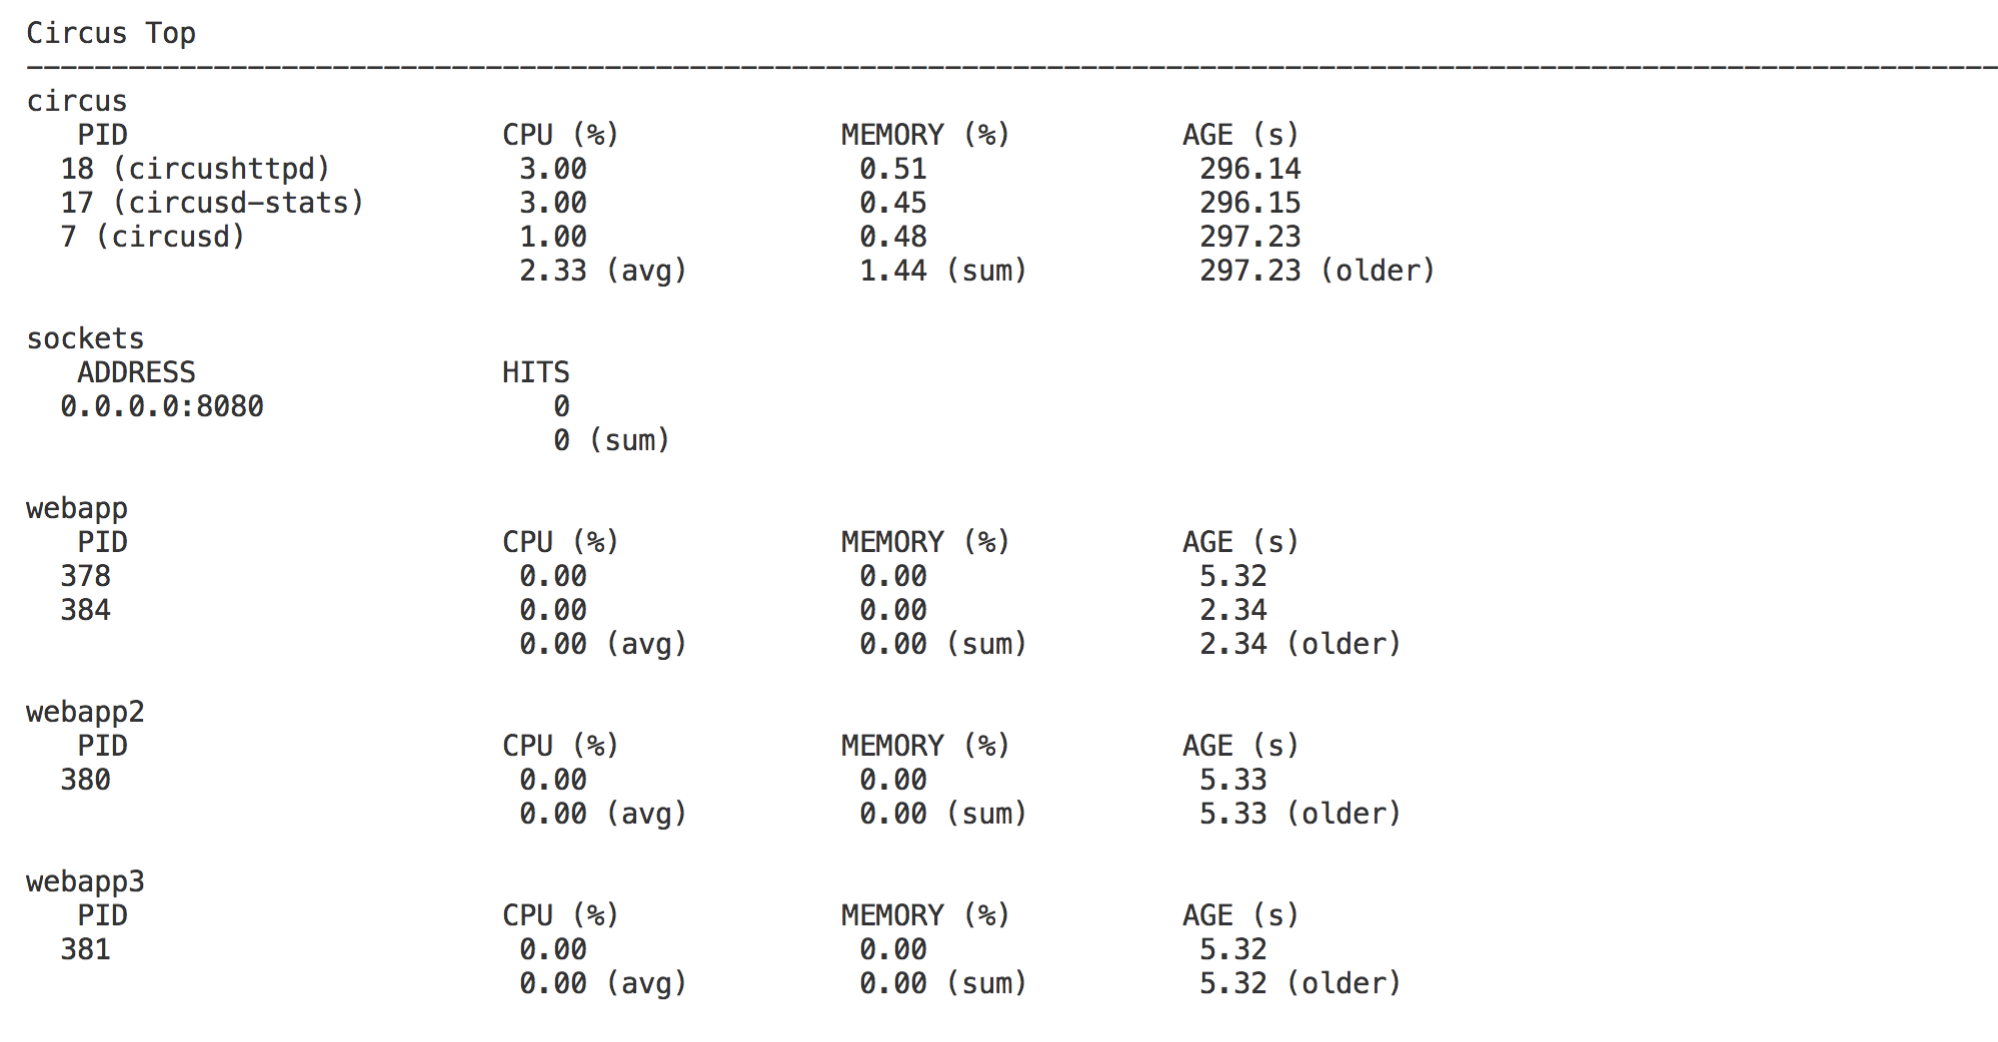 Circus Top
--------------------------------------------------------------------------------------------------------------------
circus
   PID                      CPU (%)             MEMORY (%)          AGE (s)
  18 (circushttpd)           3.00                0.51                296.14
  17 (circusd-stats)         3.00                0.45                296.15
  7 (circusd)                1.00                0.48                297.23
                             2.33 (avg)          1.44 (sum)          297.23 (older)

sockets
   ADDRESS                  HITS
  0.0.0.0:8080                 0
                               0 (sum)

webapp
   PID                      CPU (%)             MEMORY (%)          AGE (s)
  378                        0.00                0.00                5.32
  384                        0.00                0.00                2.34
                             0.00 (avg)          0.00 (sum)          2.34 (older)

webapp2
   PID                      CPU (%)             MEMORY (%)          AGE (s)
  380                        0.00                0.00                5.33
                             0.00 (avg)          0.00 (sum)          5.33 (older)

webapp3
   PID                      CPU (%)             MEMORY (%)          AGE (s)
  381                        0.00                0.00                5.32
                             0.00 (avg)          0.00 (sum)          5.32 (older)